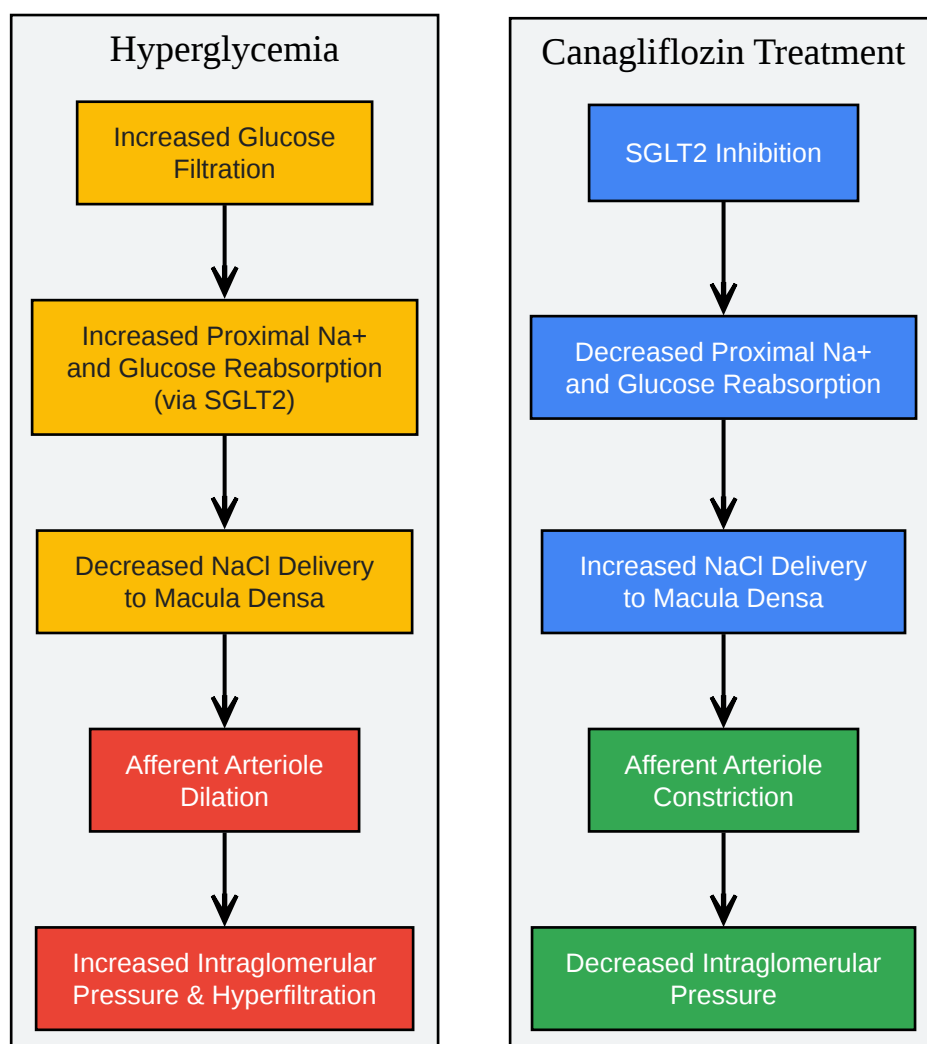 Hyperglycemia
Increased Glucose
Filtration
Increased Proximal Na+
and Glucose Reabsorption
(via SGLT2)
Decreased NaCl Delivery
to Macula Densa
Afferent Arteriole
Dilation
Increased Intraglomerular
Pressure & Hyperfiltration
Canagliflozin Treatment
SGLT2 Inhibition
Decreased Proximal Na+
and Glucose Reabsorption
Increased NaCl Delivery
to Macula Densa
Afferent Arteriole
Constriction
Decreased Intraglomerular
Pressure